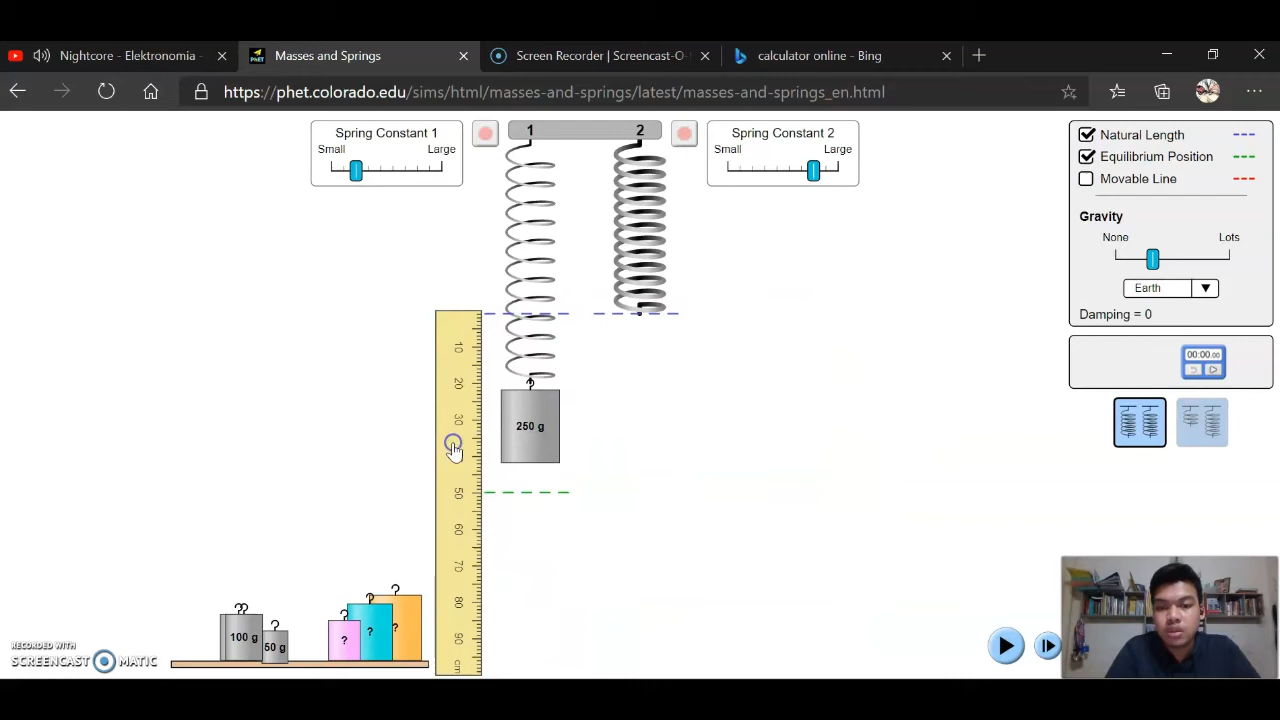 Nightcore - Elektronomia -
Masses and Springs
Screen Recorder | Screencast-O-
calculator online - Bing
https://phet.colorado.edu/sims/html/masses-and-springs/latest/masses-and-springs_en.html
Spring Constant 1
Small Large
1 2
Spring Constant 2
Small Large
Natural Length
Equilibrium Position
Movable Line
Gravity
None Lots
Earth
Damping = 0
00:00.00
10
20
30
50
60
70
80
90
cm
250 g
100 g
50 g
?
?
?
RECORDED WITH
SCREENCAST MATIC